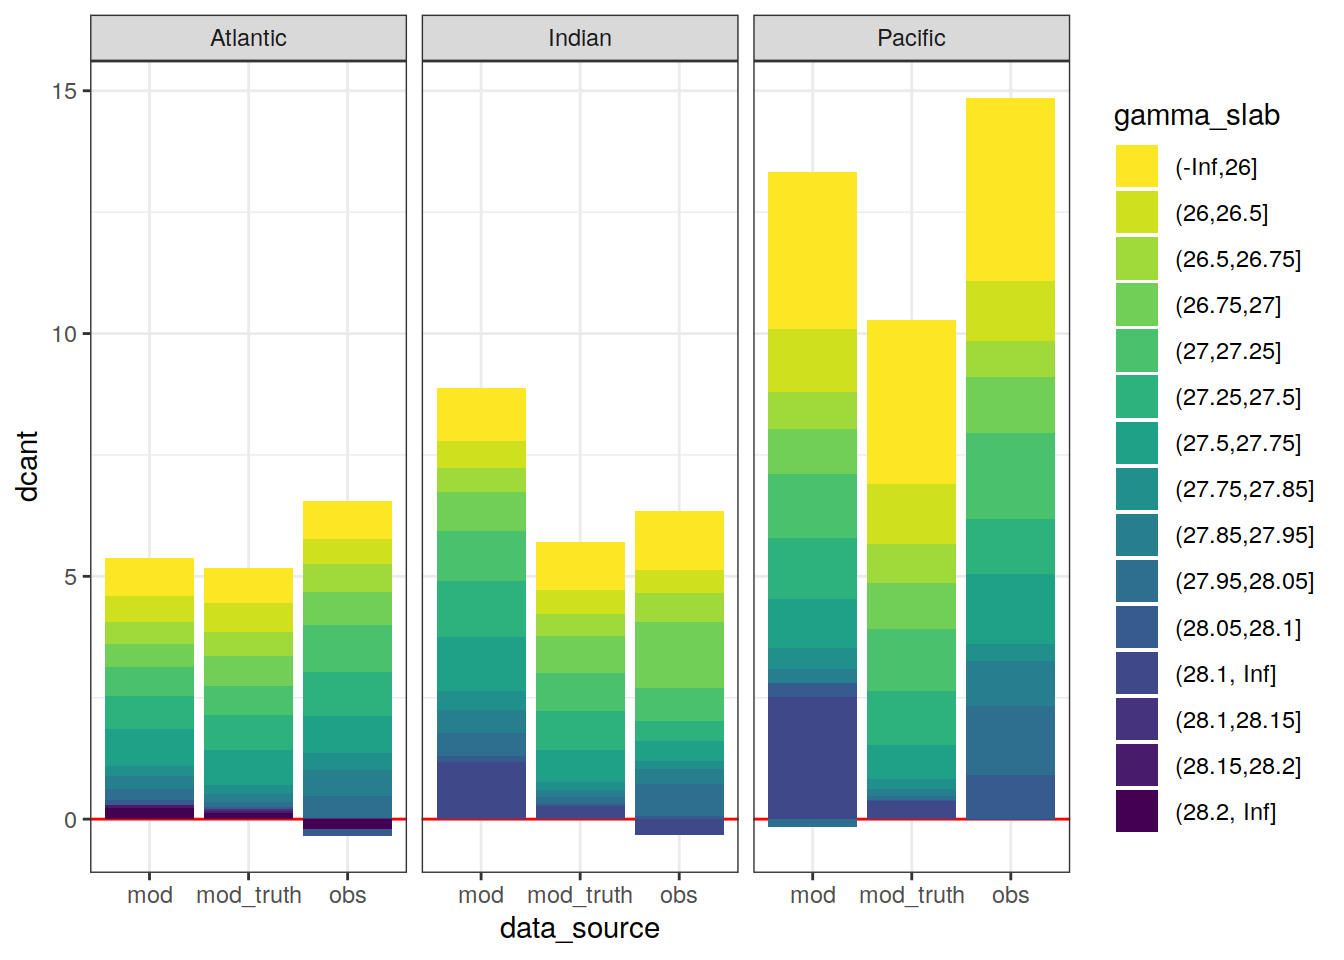 Atlantic Indian Pacific
gamma_slab
(-Inf,26]
(26,26.5]
(26.5,26.75]
(26.75,27]
(27,27.25]
(27.25,27.5]
(27.5,27.75]
(27.75,27.85]
(27.85,27.95]
(27.95,28.05]
(28.05,28.1]
(28.1, Inf]
(28.1,28.15]
(28.15,28.2]
(28.2, Inf]
15
10
5
0
dcant
mod mod_truth obs mod mod_truth obs mod mod_truth obs
data_source